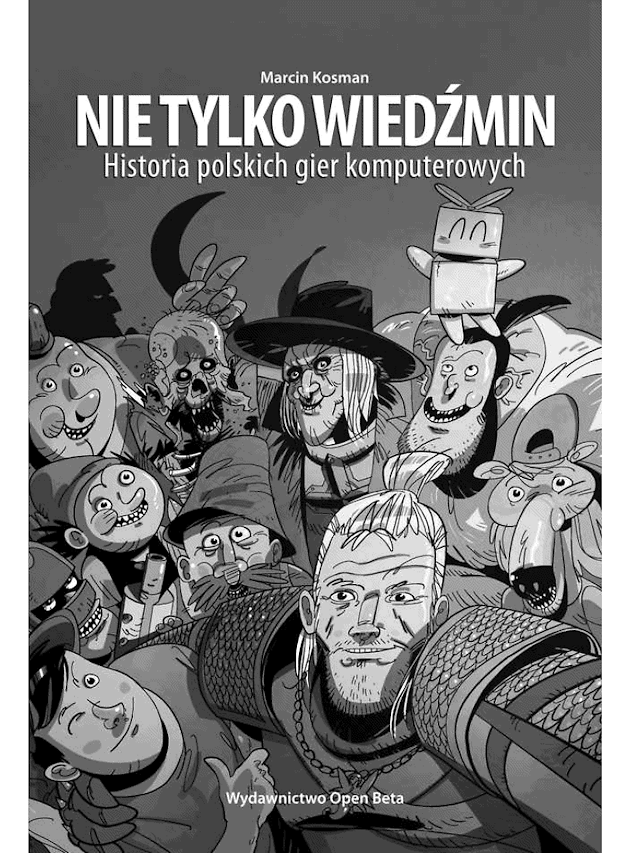 Marcin Kosman
NIE TYLKO WIEDŹMIN
Historia polskich gier komputerowych
Wydawnictwo Open Beta